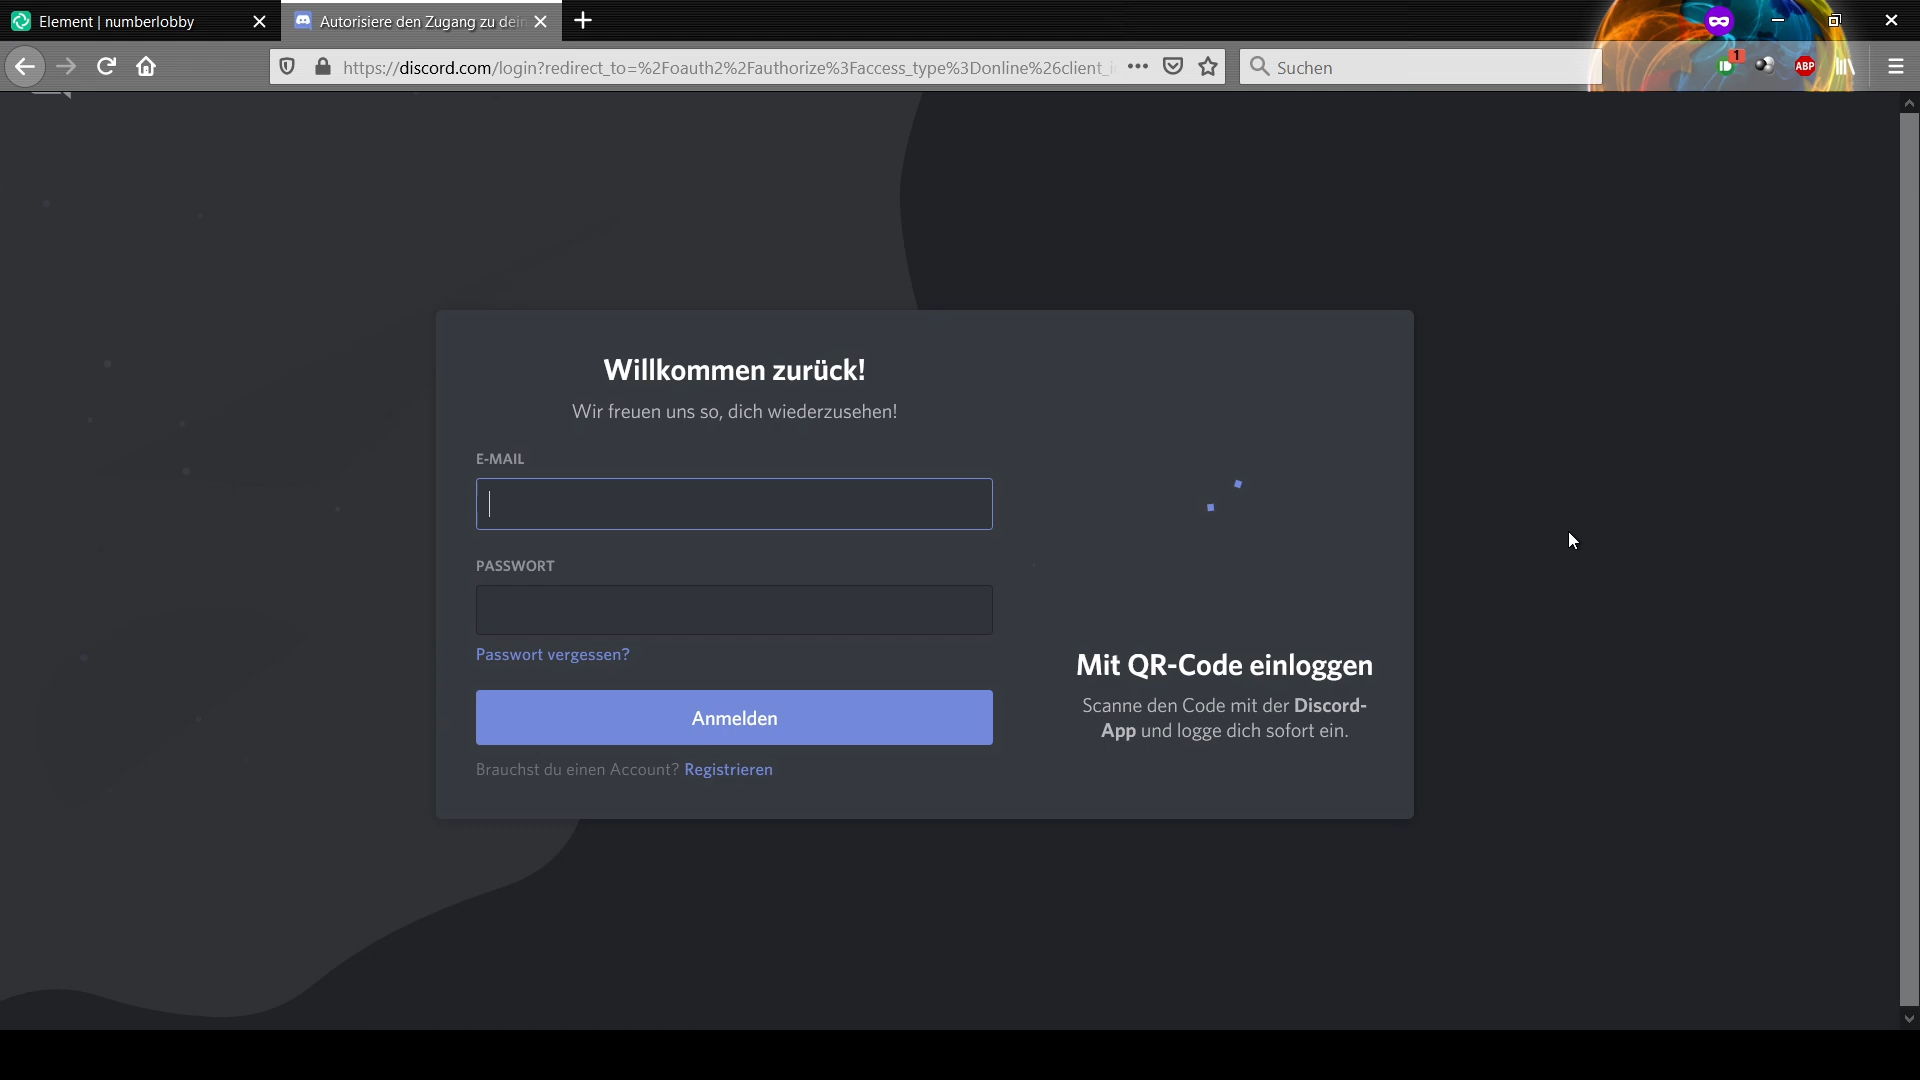 Element | numberlobby
Autorisiere den Zugang zu dein
https://discord.com/login?redirect_to=%2Foauth2%2Fauthorize%3Faccess_type%3Donline%26client_i
Suchen
1
ABP
Willkommen zurück!
Wir freuen uns so, dich wiederzusehen!
E-MAIL
PASSWORT
Passwort vergessen?
Anmelden
Brauchst du einen Account? Registrieren
Mit QR-Code einloggen
Scanne den Code mit der Discord-
App und logge dich sofort ein.